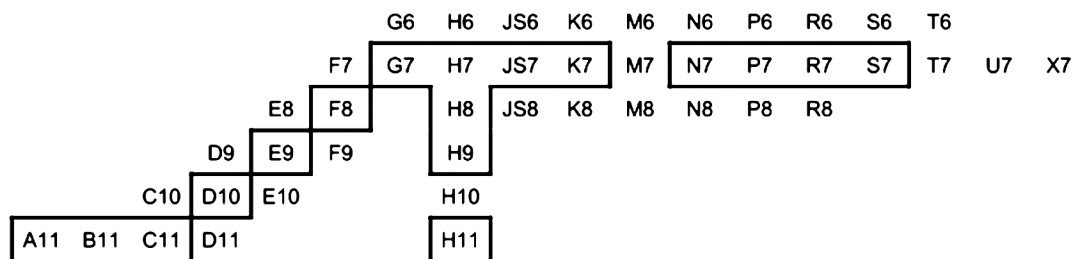 G6 H6 JS6 K6 M6 N6 P6 R6 S6 T6
F7 G7 H7 JS7 K7 M7 N7 P7 R7 S7 T7 U7 X7
E8 F8 H8 JS8 K8 M8 N8 P8 R8
D9 E9 F9 H9
C10 D10 E10 H10
A11 B11 C11 D11 H11